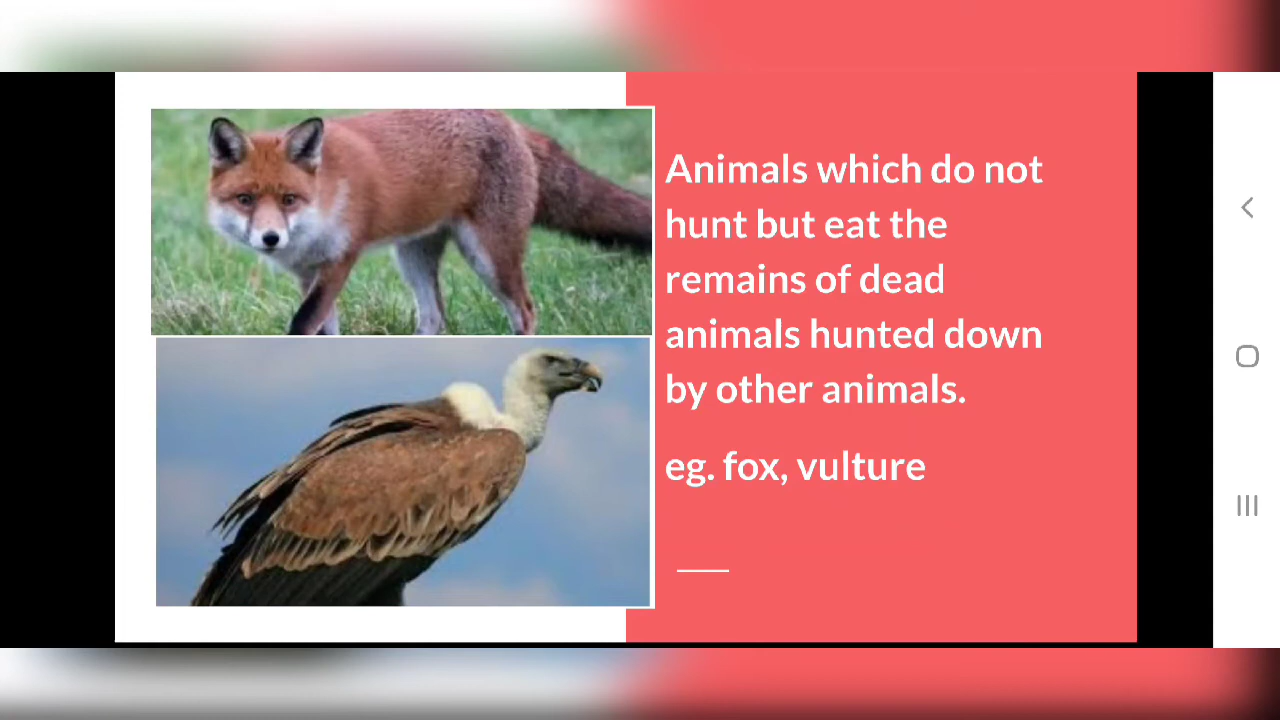 Animals which do not
hunt but eat the
remains of dead
animals hunted down
by other animals.
eg. fox, vulture